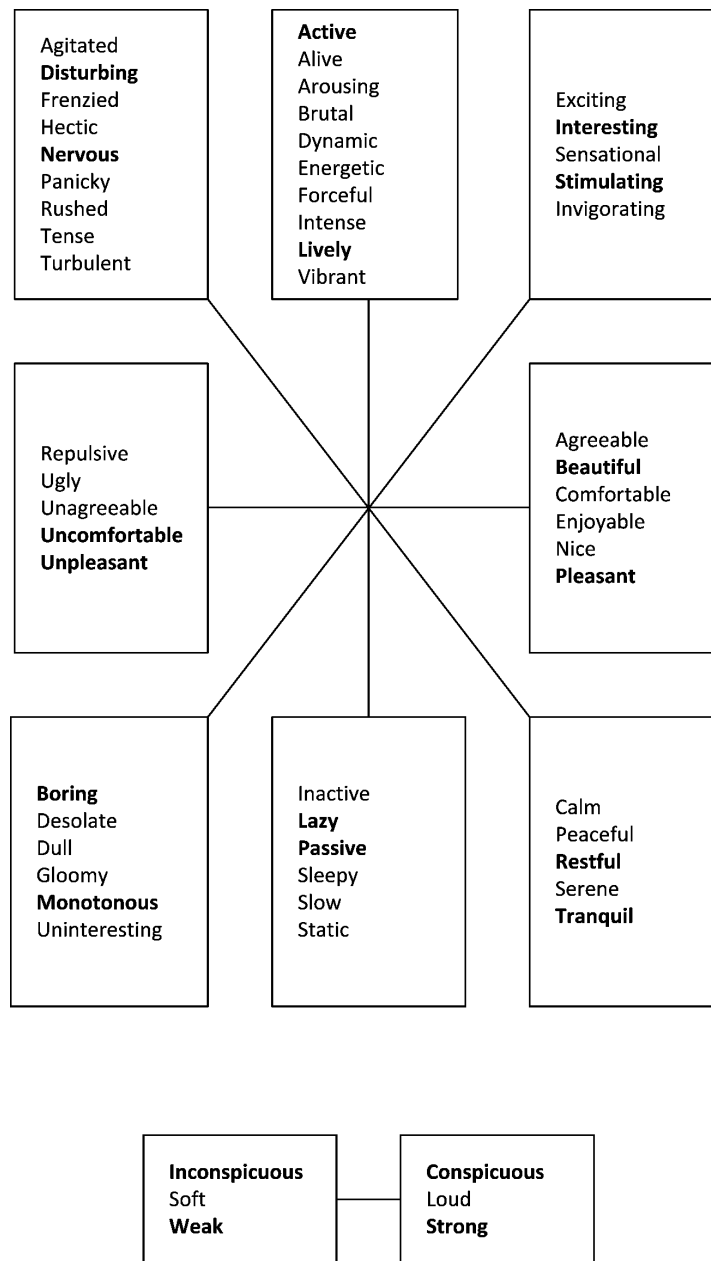 Agitated
Disturbing
Frenzied
Hectic
Nervous
Panicky
Rushed
Tense
Turbulent
Active
Alive
Arousing
Brutal
Dynamic
Energetic
Forceful
Intense
Lively
Vibrant
Exciting
Interesting
Sensational
Stimulating
Invigorating
Repulsive
Ugly
Unagreeable
Uncomfortable
Unpleasant
Agreeable
Beautiful
Comfortable
Enjoyable
Nice
Pleasant
Boring
Desolate
Dull
Gloomy
Monotonous
Uninteresting
Inactive
Lazy
Passive
Sleepy
Slow
Static
Calm
Peaceful
Restful
Serene
Tranquil
Inconspicuous
Soft
Weak
Conspicuous
Loud
Strong